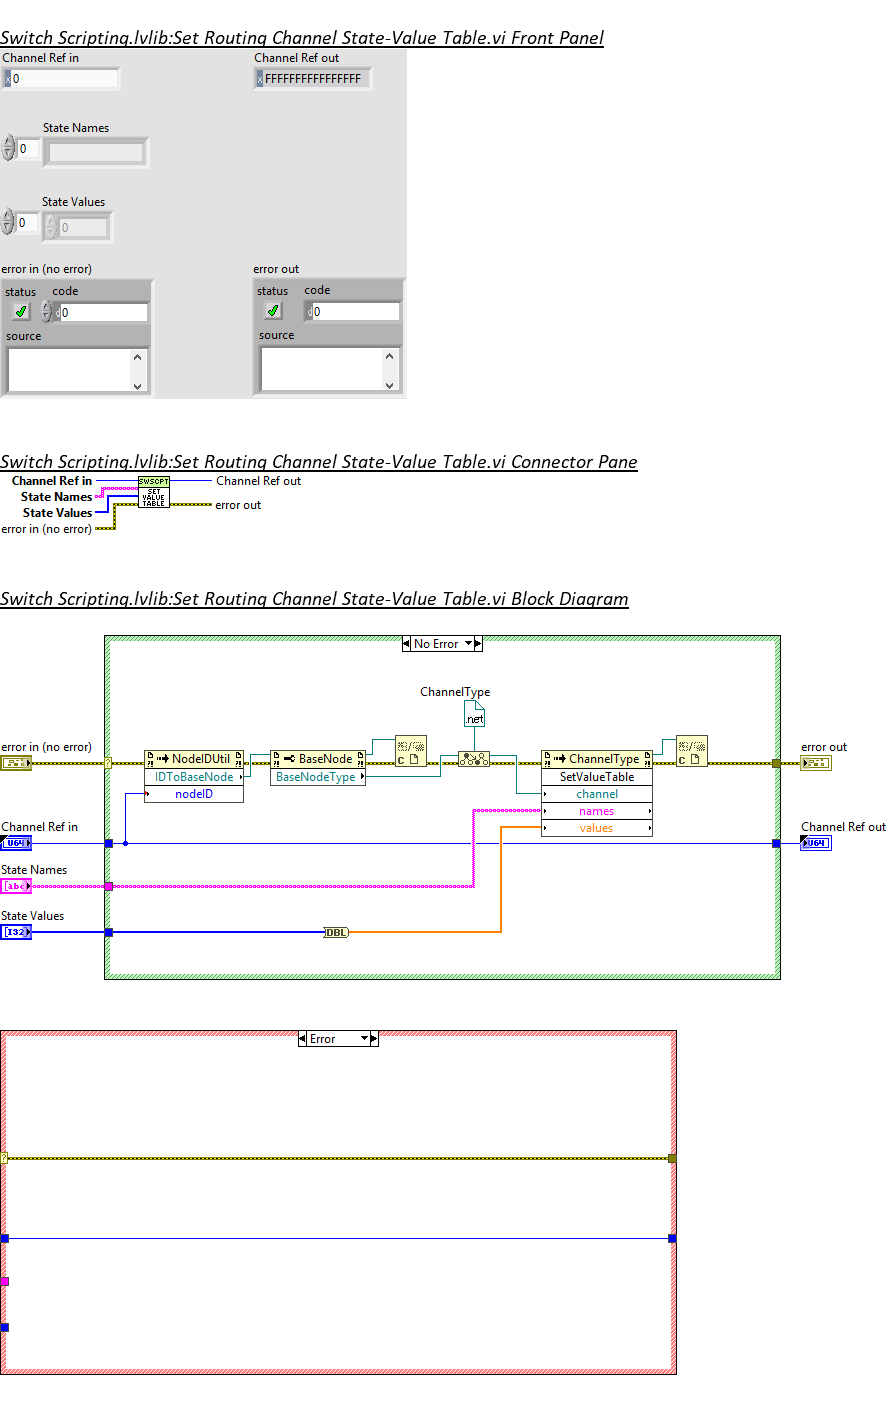 Switch Scripting.lvlib:Set Routing Channel State-Value Table.vi Front Panel
Channel Ref in
Channel Ref out
x 0
x FFFFFFFFFFFFFFFF
State Names
0
State Values
0
0
error in (no error)
error out
status code
status code
d 0
d 0
source
source
Switch Scripting.lvlib:Set Routing Channel State-Value Table.vi Connector Pane
Channel Ref in
State Names
State Values
error in (no error)
SWSCPT
SET
VALUE
TABLE
Channel Ref out
error out
Switch Scripting.lvlib:Set Routing Channel State-Value Table.vi Block Diagram
No Error
ChannelType
.net
error in (no error)
error out
NodeIDUtil
IDToBaseNode
nodeID
BaseNode
BaseNodeType
C
ChannelType
SetValueTable
channel
names
values
C
Channel Ref in
Channel Ref out
U64
U64
State Names
abc
State Values
I32
DBL
?
Error
?